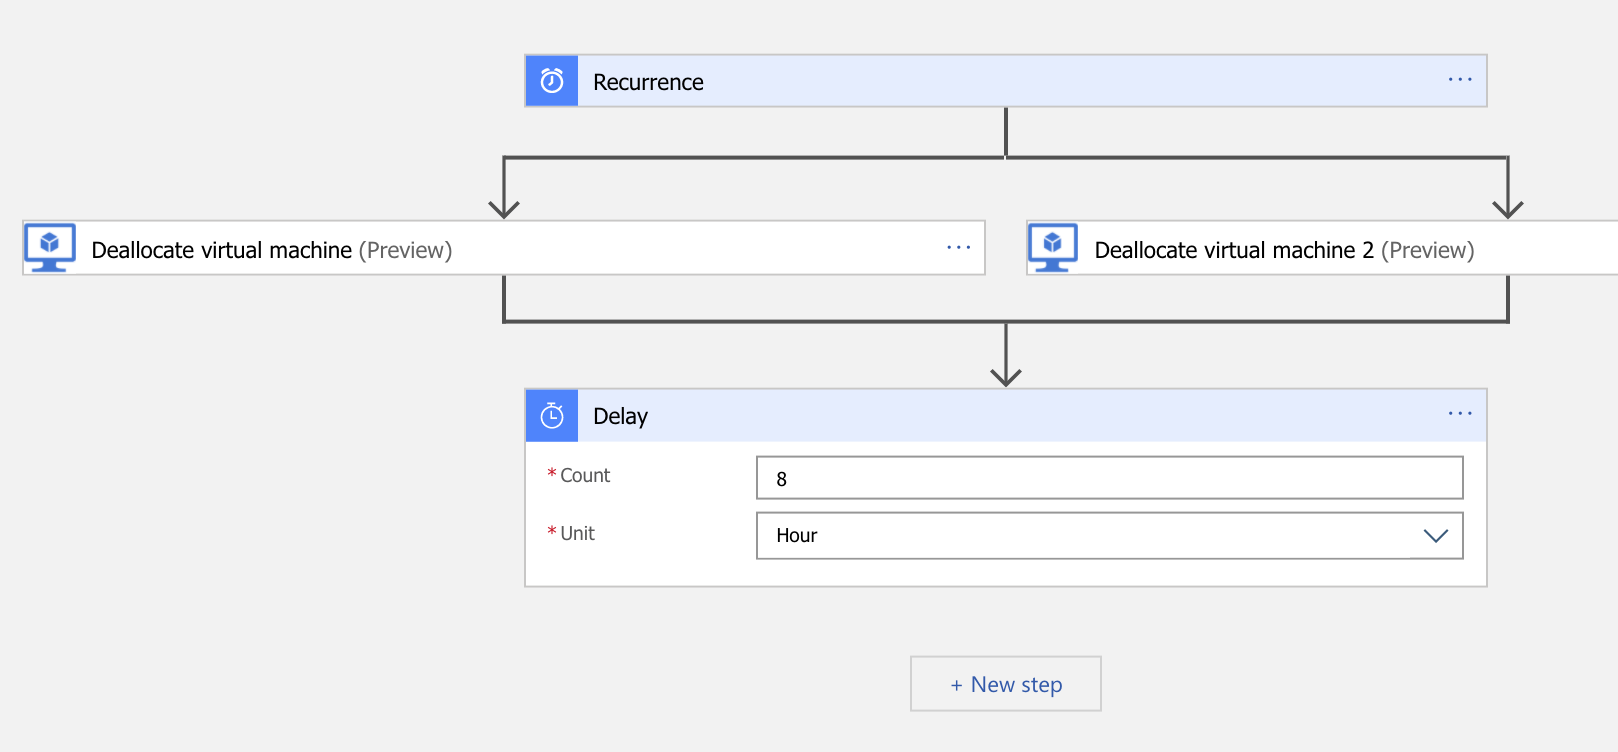 Recurrence
Deallocate virtual machine (Preview)
Deallocate virtual machine 2 (Preview)
Delay
* Count
8
* Unit
Hour
+ New step